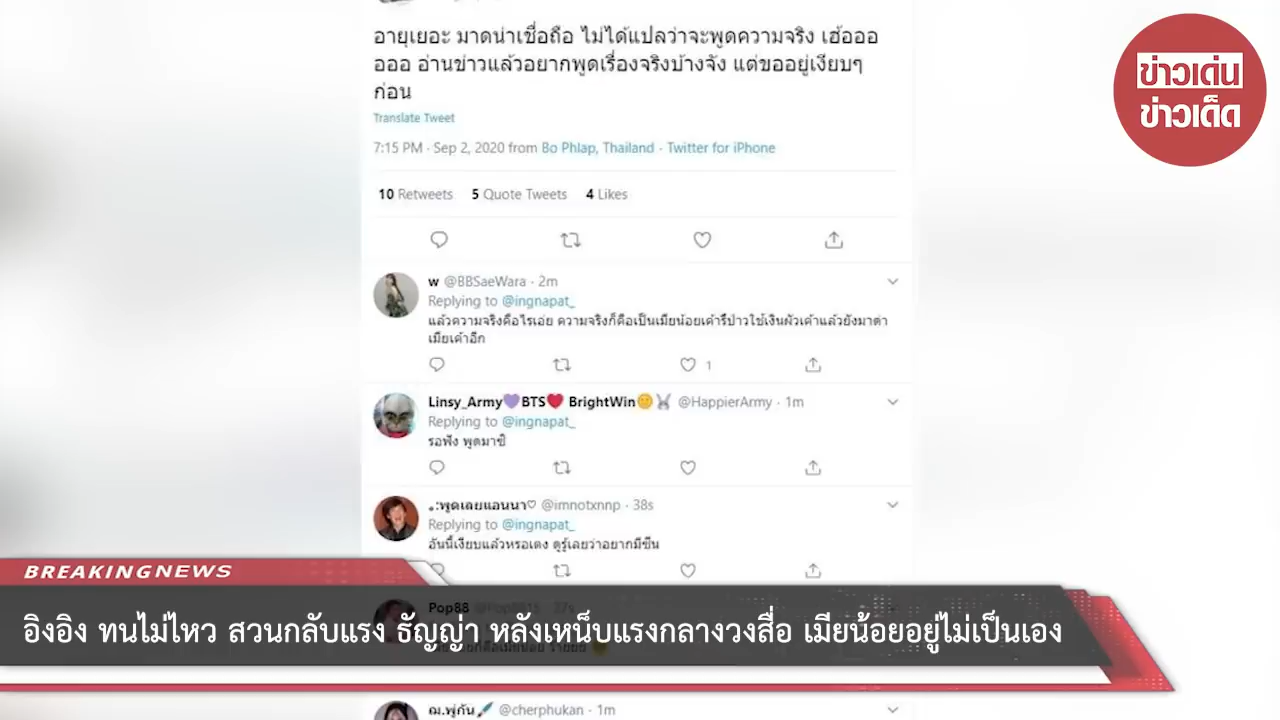 อายุเยอะ มาดน่าเชื่อถือ ไม่ได้แปลว่าจะพูดความจริง เฮ้อออ
อออ อ่านข่าวแล้วอยากพูดเรื่องจริงบ้างจัง แต่ขออยู่เงียบๆ
ก่อน
Translate Tweet
7:15 PM · Sep 2, 2020 from Bo Phlap, Thailand · Twitter for iPhone
10 Retweets 5 Quote Tweets 4 Likes
w @BBSaeWara · 2m
Replying to @ingnapat_
แล้วความจริงคือไรเอ่ย ความจริงก็คือเป็นเมียน้อยเค้ารึป่าวใช้เงินผัวเค้าแล้วยังมาด่า
เมียเค้าอีก
1
Linsy_Army💜BTS❤️ BrightWin🌼🐰 @HappierArmy · 1m
Replying to @ingnapat_
รอฟัง พูดมาซิ
｡:พูดเลยแอนนา♡ @imnotxnnp · 38s
Replying to @ingnapat_
อันนี้เงียบแล้วหรอเตง ดูรู้เลยว่าอยากมีซีน
Pop88
ฌ.พู่กัน🖌️ @cherphukan · 1m
ข่าวเด่น
ข่าวเด็ด
BREAKINGNEWS
อิงอิง ทนไม่ไหว สวนกลับแรง ธัญญ่า หลังเหน็บแรงกลางวงสื่อ เมียน้อยอยู่ไม่เป็นเอง